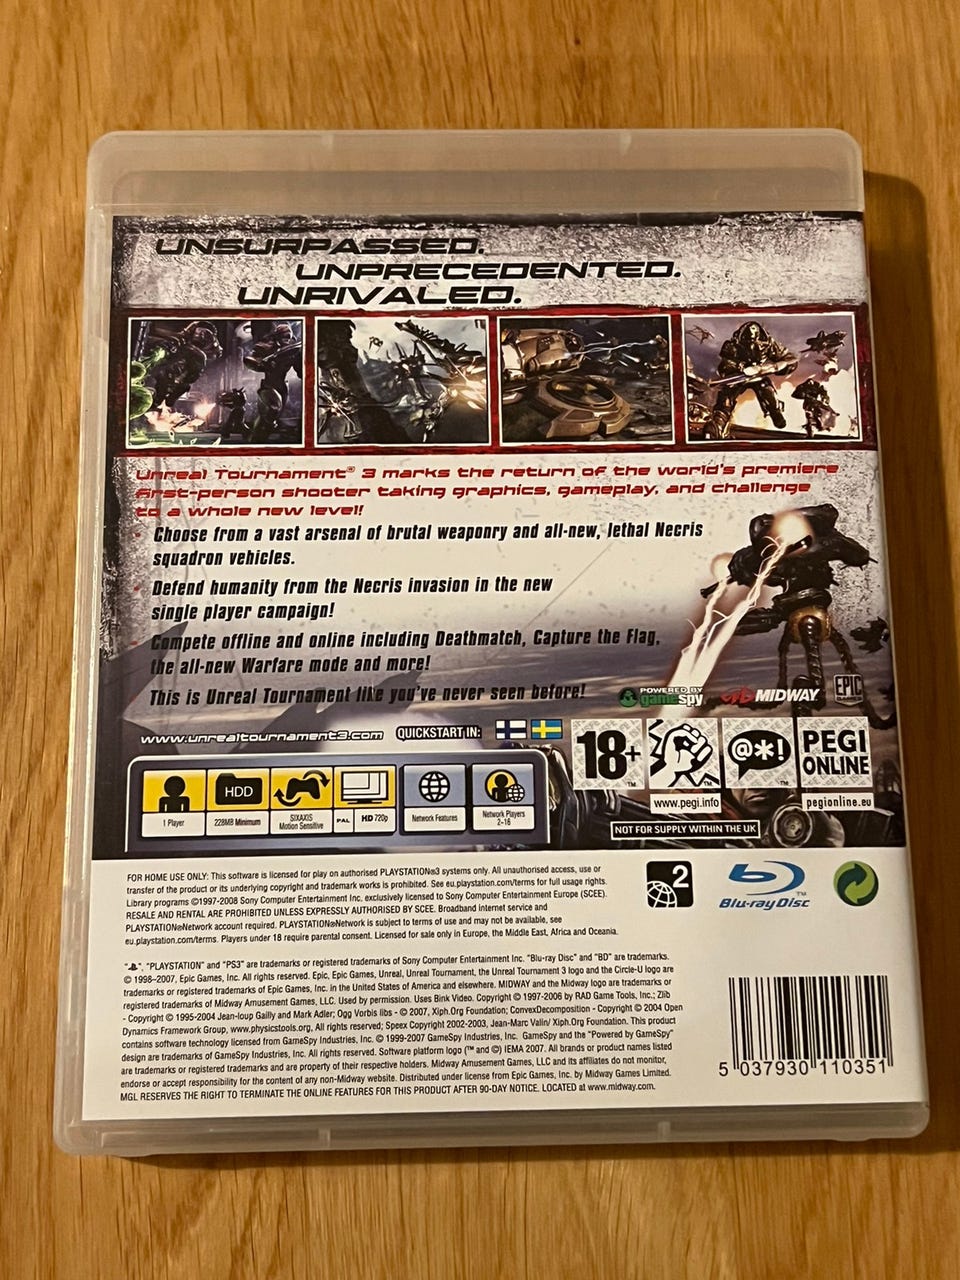 UNSURPASSED.
UNPRECEDENTED.
UNRIVALED.
Unreal Tournament® 3 marks the return of the world's premiere
first-person shooter taking graphics, gameplay, and challenge
to a whole new level!
Choose from a vast arsenal of brutal weaponry and all-new, lethal Necris
squadron vehicles.
Defend humanity from the Necris invasion in the new
single player campaign!
Compete offline and online including Deathmatch, Capture the Flag,
the all-new Warfare mode and more!
This is Unreal Tournament like you've never seen before!
POWERED BY
gamespy
MIDWAY
EPIC
GAMES
www.unrealtournament3.com
QUICKSTART IN:
18+
@*!
PEGI
ONLINE
www.pegi.info
pegionline.eu
NOT FOR SUPPLY WITHIN THE UK
HDD
1 Player
228MB Minimum
SIXAXIS
Motion Sensitive
PAL
HD 720p
Network Features
Network Players
2-16
FOR HOME USE ONLY: This software is licensed for play on authorised PLAYSTATION®3 systems only. All unauthorised access, use or
transfer of the product or its underlying copyright and trademark works is prohibited. See eu.playstation.com/terms for full usage rights.
Library programs ©1997-2008 Sony Computer Entertainment Inc. exclusively licensed to Sony Computer Entertainment Europe (SCEE).
RESALE AND RENTAL ARE PROHIBITED UNLESS EXPRESSLY AUTHORISED BY SCEE. Broadband internet service and
PLAYSTATION®Network account required. PLAYSTATION®Network is subject to terms of use and may not be available, see
eu.playstation.com/terms. Players under 18 require parental consent. Licensed for sale only in Europe, the Middle East, Africa and Oceania.
2
Blu-ray Disc
TM
" ", "PLAYSTATION" and "PS3" are trademarks or registered trademarks of Sony Computer Entertainment Inc. "Blu-ray Disc" and "BD" are trademarks.
© 1998–2007, Epic Games, Inc. All rights reserved. Epic, Epic Games, Unreal, Unreal Tournament, the Unreal Tournament 3 logo and the Circle-U logo are
trademarks or registered trademarks of Epic Games, Inc. in the United States of America and elsewhere. MIDWAY and the Midway logo are trademarks or
registered trademarks of Midway Amusement Games, LLC. Used by permission. Uses Bink Video. Copyright © 1997-2006 by RAD Game Tools, Inc.; Zlib
- Copyright © 1995-2004 Jean-loup Gailly and Mark Adler; Ogg Vorbis libs - © 2007, Xiph.Org Foundation; ConvexDecomposition - Copyright © 2004 Open
Dynamics Framework Group, www.physicstools.org, All rights reserved; Speex Copyright 2002-2003, Jean-Marc Valin/ Xiph.Org Foundation. This product
contains software technology licensed from GameSpy Industries, Inc. © 1999-2007 GameSpy Industries, Inc. GameSpy and the "Powered by GameSpy"
design are trademarks of GameSpy Industries, Inc. All rights reserved. Software platform logo (™ and ©) IEMA 2007. All brands or product names listed
are trademarks or registered trademarks and are property of their respective holders. Midway Amusement Games, LLC and its affiliates do not monitor,
endorse or accept responsibility for the content of any non-Midway website. Distributed under license from Epic Games, Inc. by Midway Games Limited.
MGL RESERVES THE RIGHT TO TERMINATE THE ONLINE FEATURES FOR THIS PRODUCT AFTER 90-DAY NOTICE. LOCATED at www.midway.com.
5 037930 110351